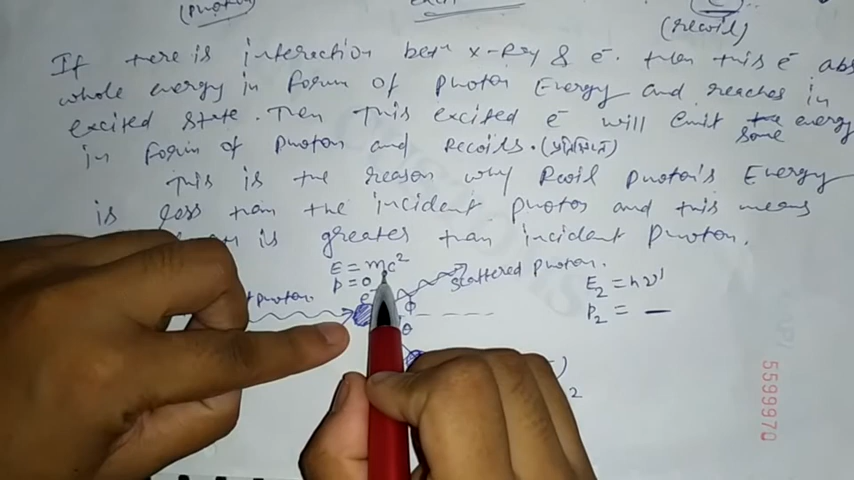 (Photon)
(recoil)
If there is interaction betn x-Ray & e-. then this e- abs
whole energy in form of photon Energy and reaches in
excited state. Then this excited e- will emit some energy
in form of photon and recoils. (प्रतिक्षेप)
This is the reason why Recoil photon's Energy
is less than the incident photon and this means
is greater than incident Photon.
E = mc²
P = 0
e-
photon.
ϕ
θ
scattered photon.
E₂ = hν'
P₂ = —
2
5599970